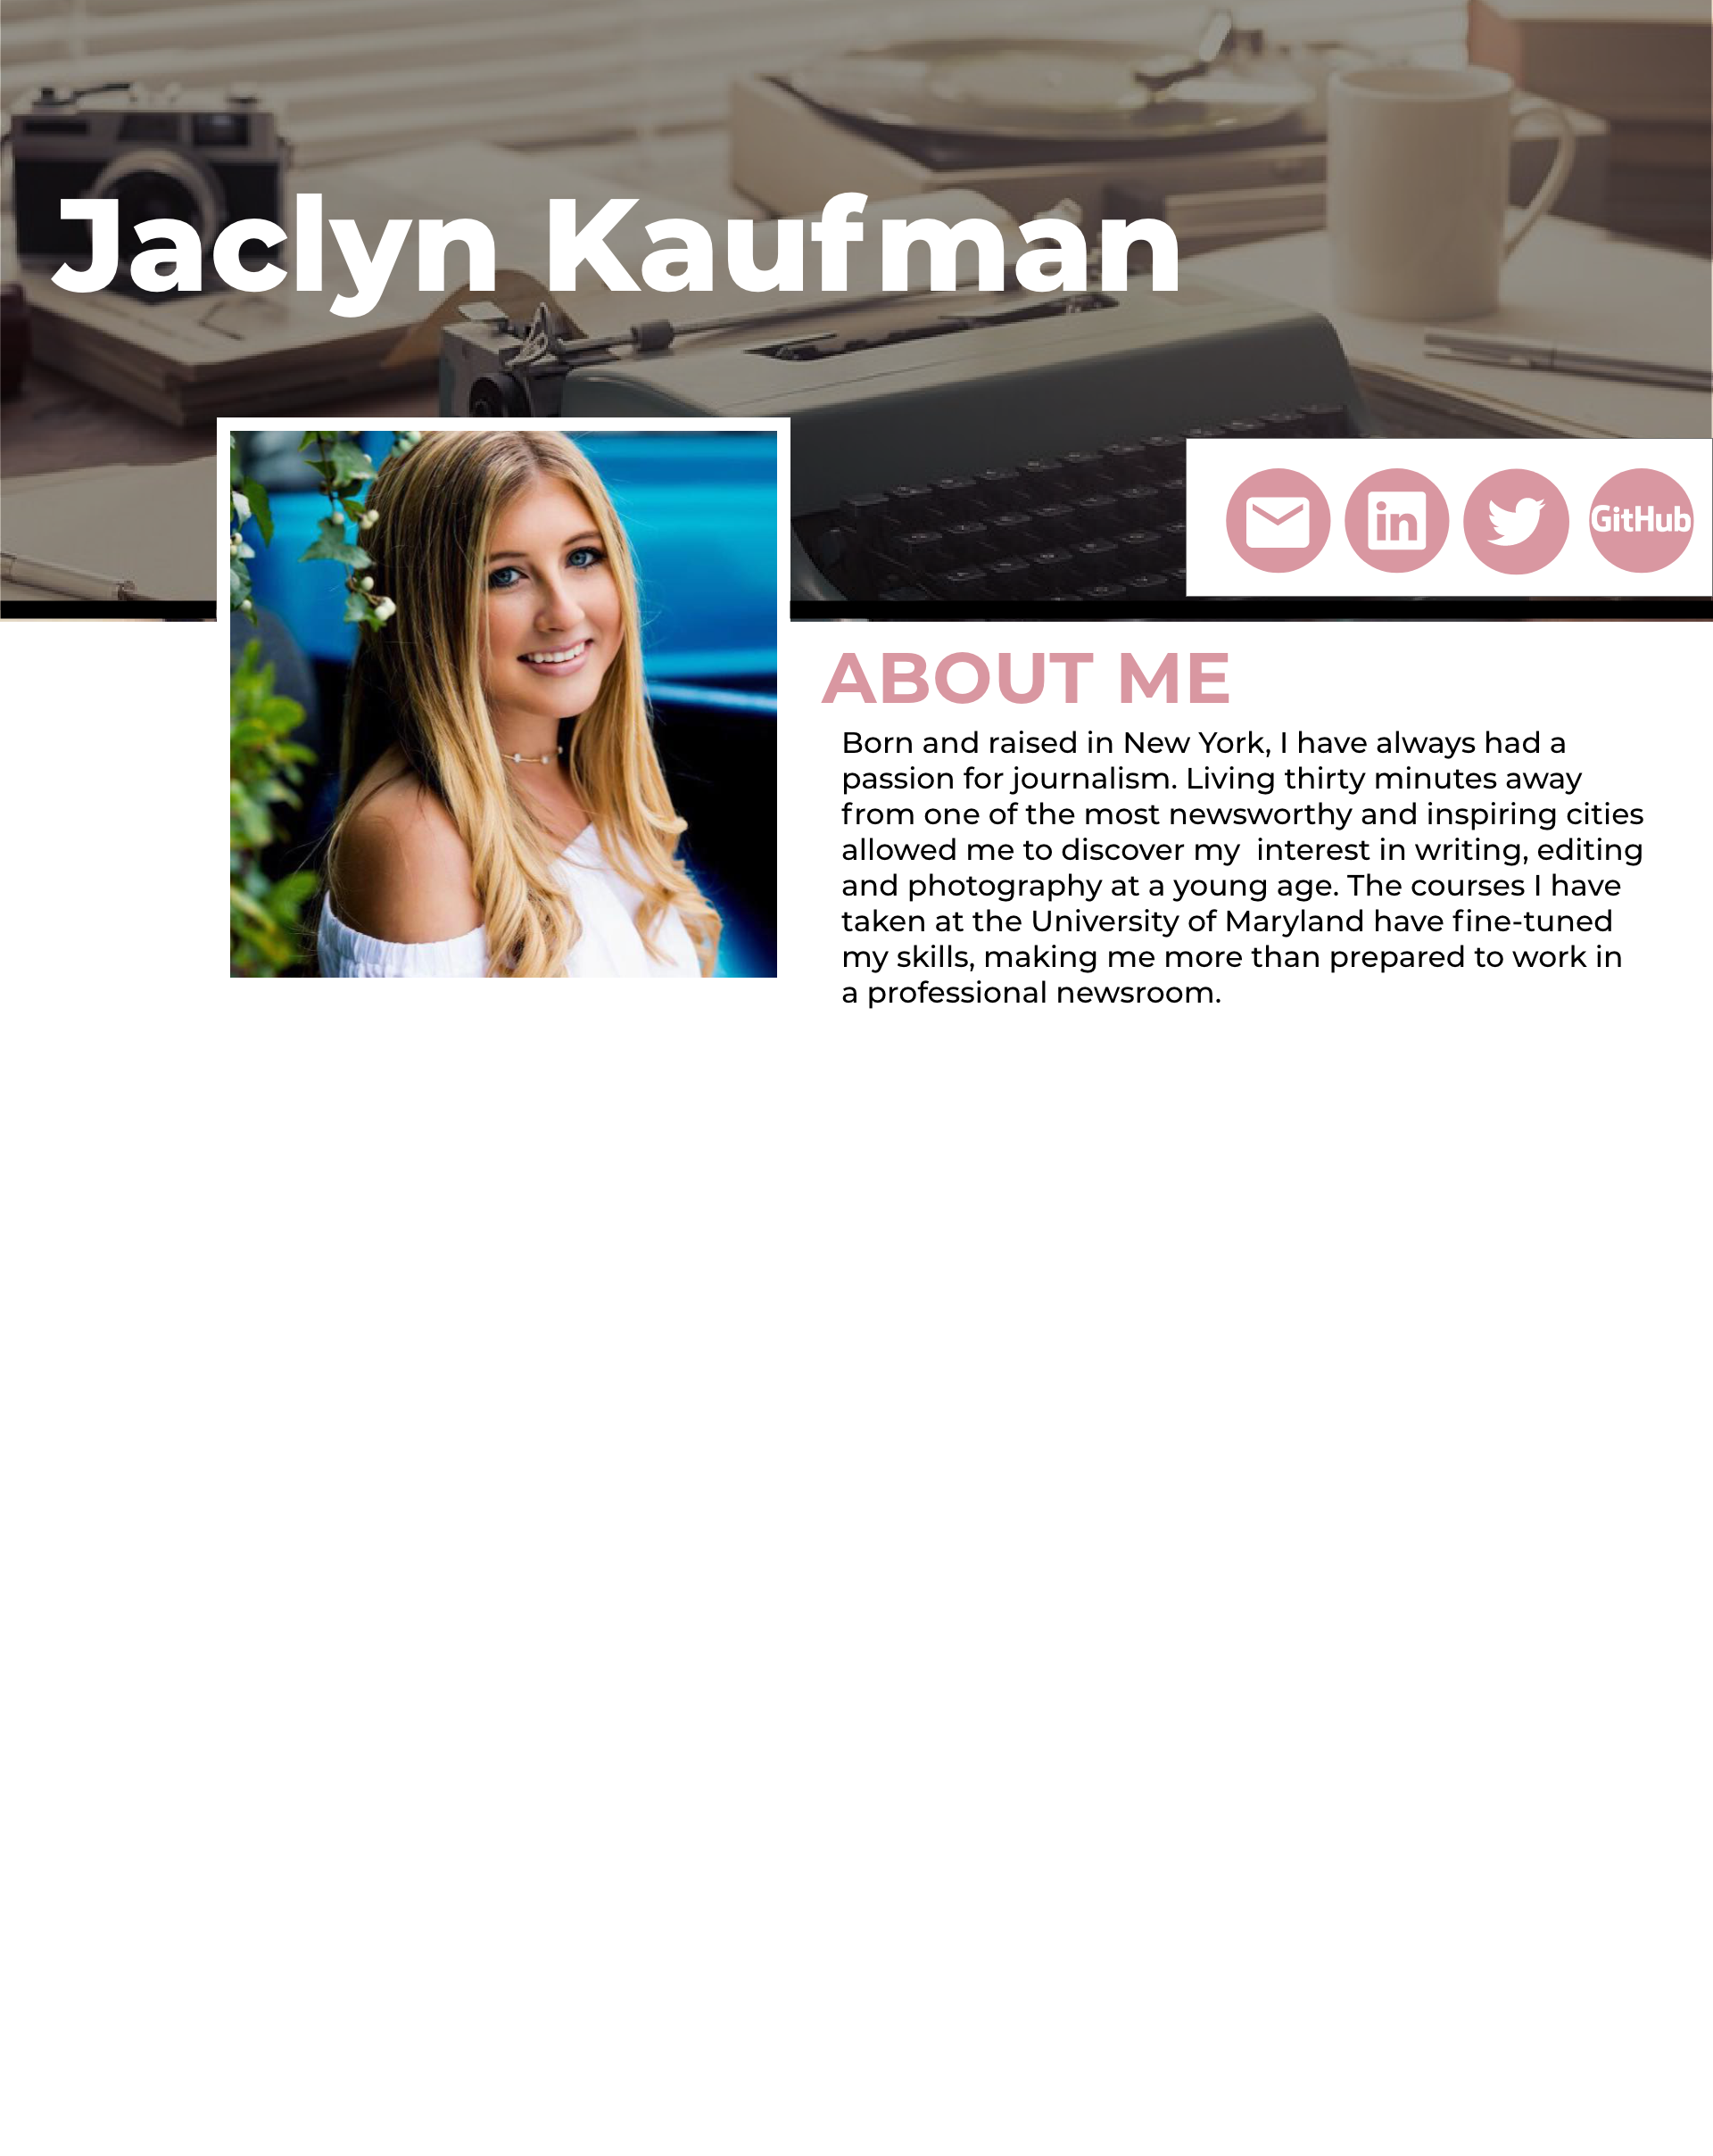 Jaclyn Kaufman
in
GitHub
ABOUT ME
Born and raised in New York, I have always had a
passion for journalism. Living thirty minutes away
from one of the most newsworthy and inspiring cities
allowed me to discover my  interest in writing, editing
and photography at a young age. The courses I have
taken at the University of Maryland have fine-tuned
my skills, making me more than prepared to work in
a professional newsroom.